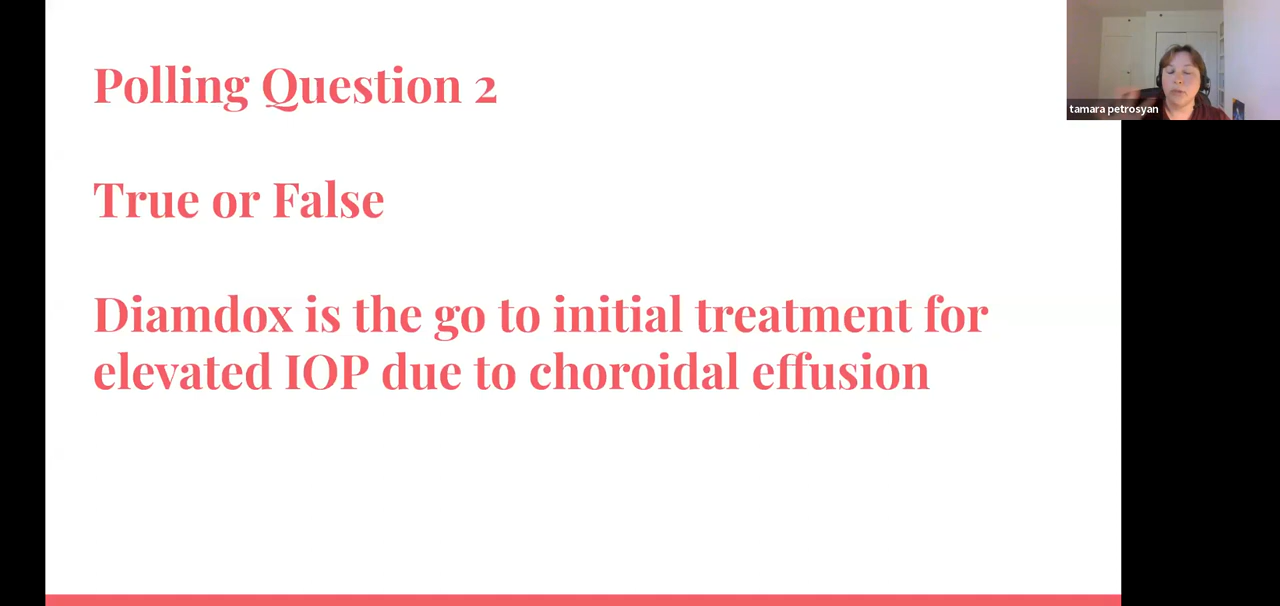 Polling Question 2
True or False
Diamdox is the go to initial treatment for
elevated IOP due to choroidal effusion
tamara petrosyan